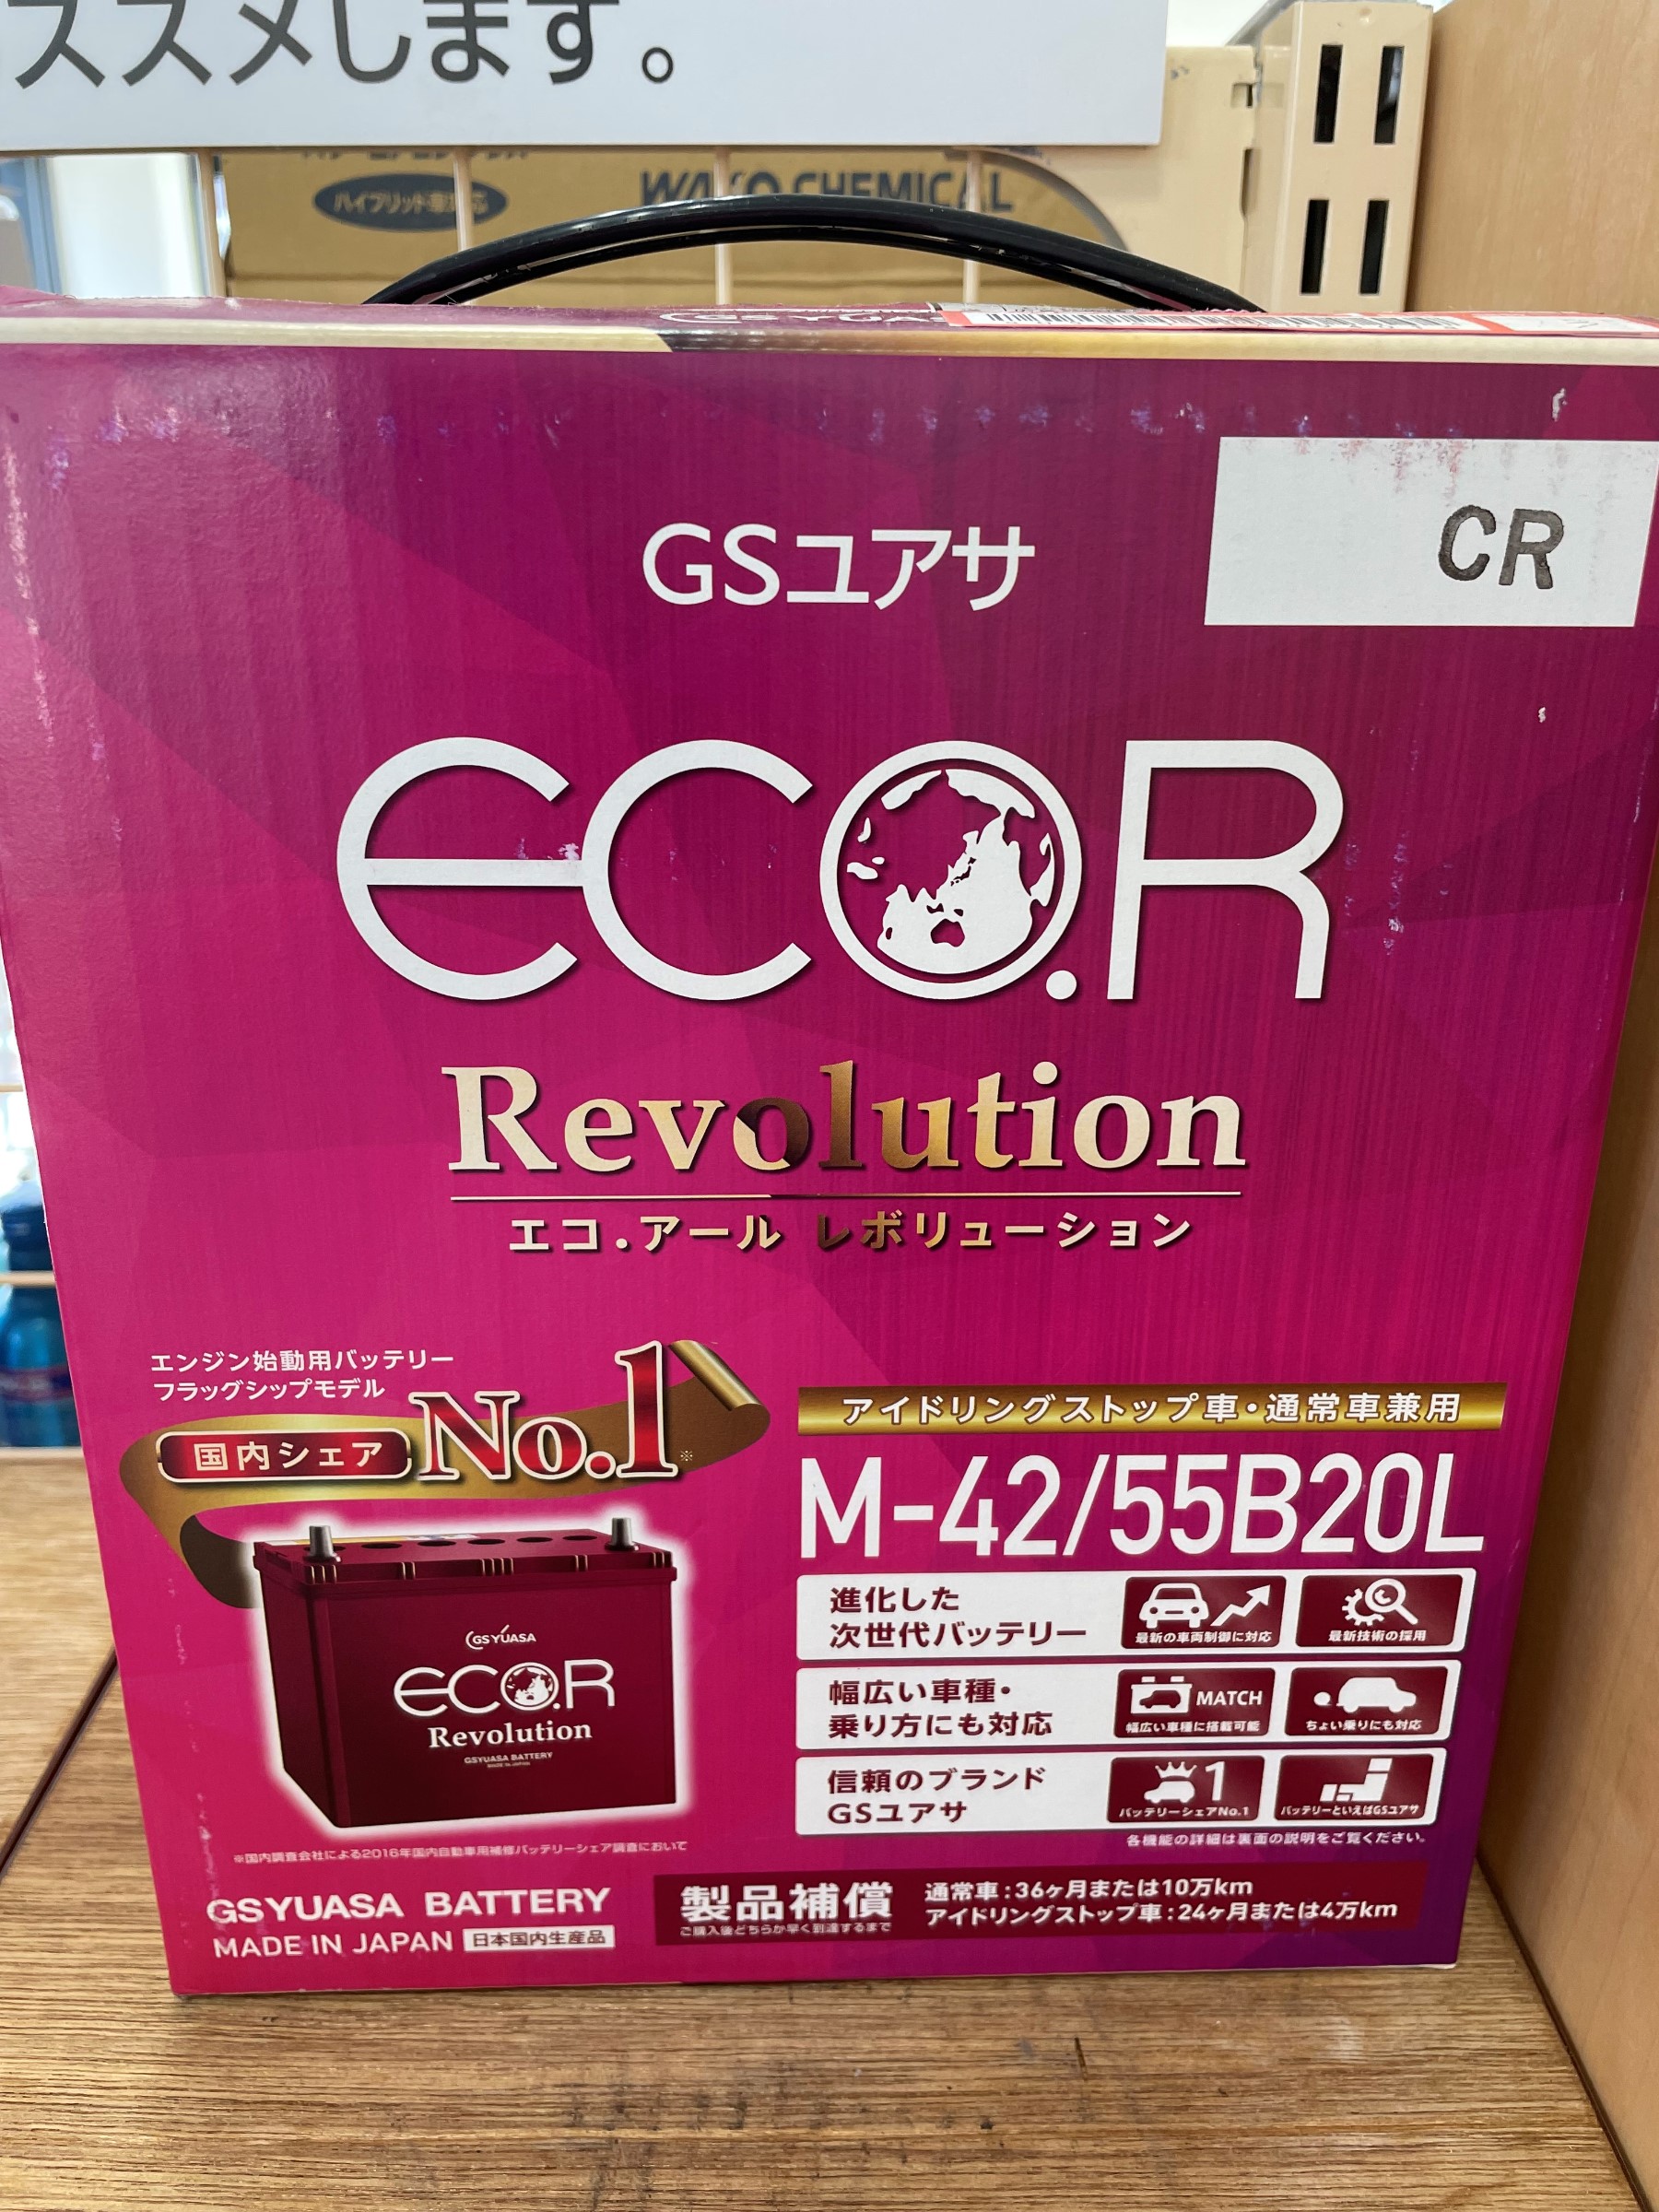 ススメします。
ハイブリッド車対応
WAKO CHEMICAL
GS YUASA
CR
GSユアサ
ECO.R
Revolution
エコ.アール レボリューション
エンジン始動用バッテリー
フラッグシップモデル
国内シェア No.1※
アイドリングストップ車・通常車兼用
M-42/55B20L
進化した
次世代バッテリー
最新の車両制御に対応
最新技術の採用
幅広い車種・
乗り方にも対応
MATCH
幅広い車種に搭載可能
ちょい乗りにも対応
信頼のブランド
GSユアサ
1
バッテリーシェアNo.1
バッテリーといえばGSユアサ
各機能の詳細は裏面の説明をご覧ください。
GS YUASA
ECO.R
Revolution
GSYUASA BATTERY
MADE IN JAPAN
※国内調査会社による2016年国内自動車用補修バッテリーシェア調査において
GSYUASA BATTERY
MADE IN JAPAN 日本国内生産品
製品補償
ご購入後どちらか早く到達するまで
通常車:36ヶ月または10万km
アイドリングストップ車:24ヶ月または4万km